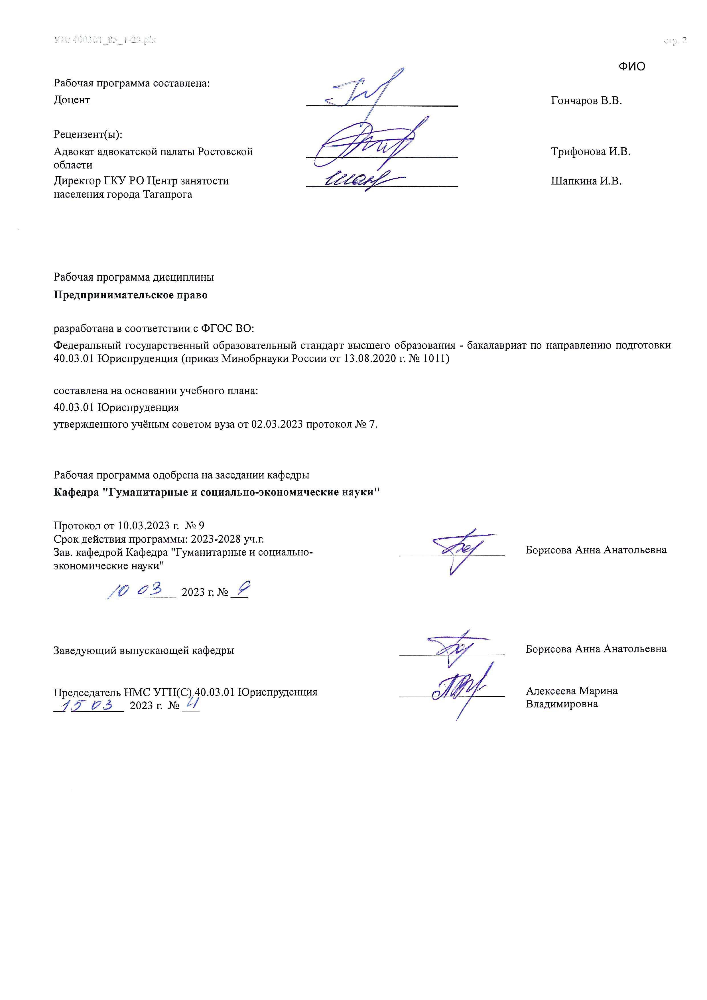 УП: 400301_85_1-23.plx стр. 2
ФИО
Рабочая программа составлена:
Доцент Гончаров В.В.
Рецензент(ы):
Адвокат адвокатской палаты Ростовской области Трифонова И.В.
Директор ГКУ РО Центр занятости населения города Таганрога Шапкина И.В.
Рабочая программа дисциплины
Предпринимательское право
разработана в соответствии с ФГОС ВО:
Федеральный государственный образовательный стандарт высшего образования - бакалавриат по направлению подготовки
40.03.01 Юриспруденция (приказ Минобрнауки России от 13.08.2020 г. № 1011)
составлена на основании учебного плана:
40.03.01 Юриспруденция
утвержденного учёным советом вуза от 02.03.2023 протокол № 7.
Рабочая программа одобрена на заседании кафедры
Кафедра "Гуманитарные и социально-экономические науки"
Протокол от 10.03.2023 г. № 9
Срок действия программы: 2023-2028 уч.г.
Зав. кафедрой Кафедра "Гуманитарные и социально-
экономические науки" Борисова Анна Анатольевна
10 03 2023 г. № 9
Заведующий выпускающей кафедры Борисова Анна Анатольевна
Председатель НМС УГН(С) 40.03.01 Юриспруденция Алексеева Марина
15 03 2023 г. № 4 Владимировна